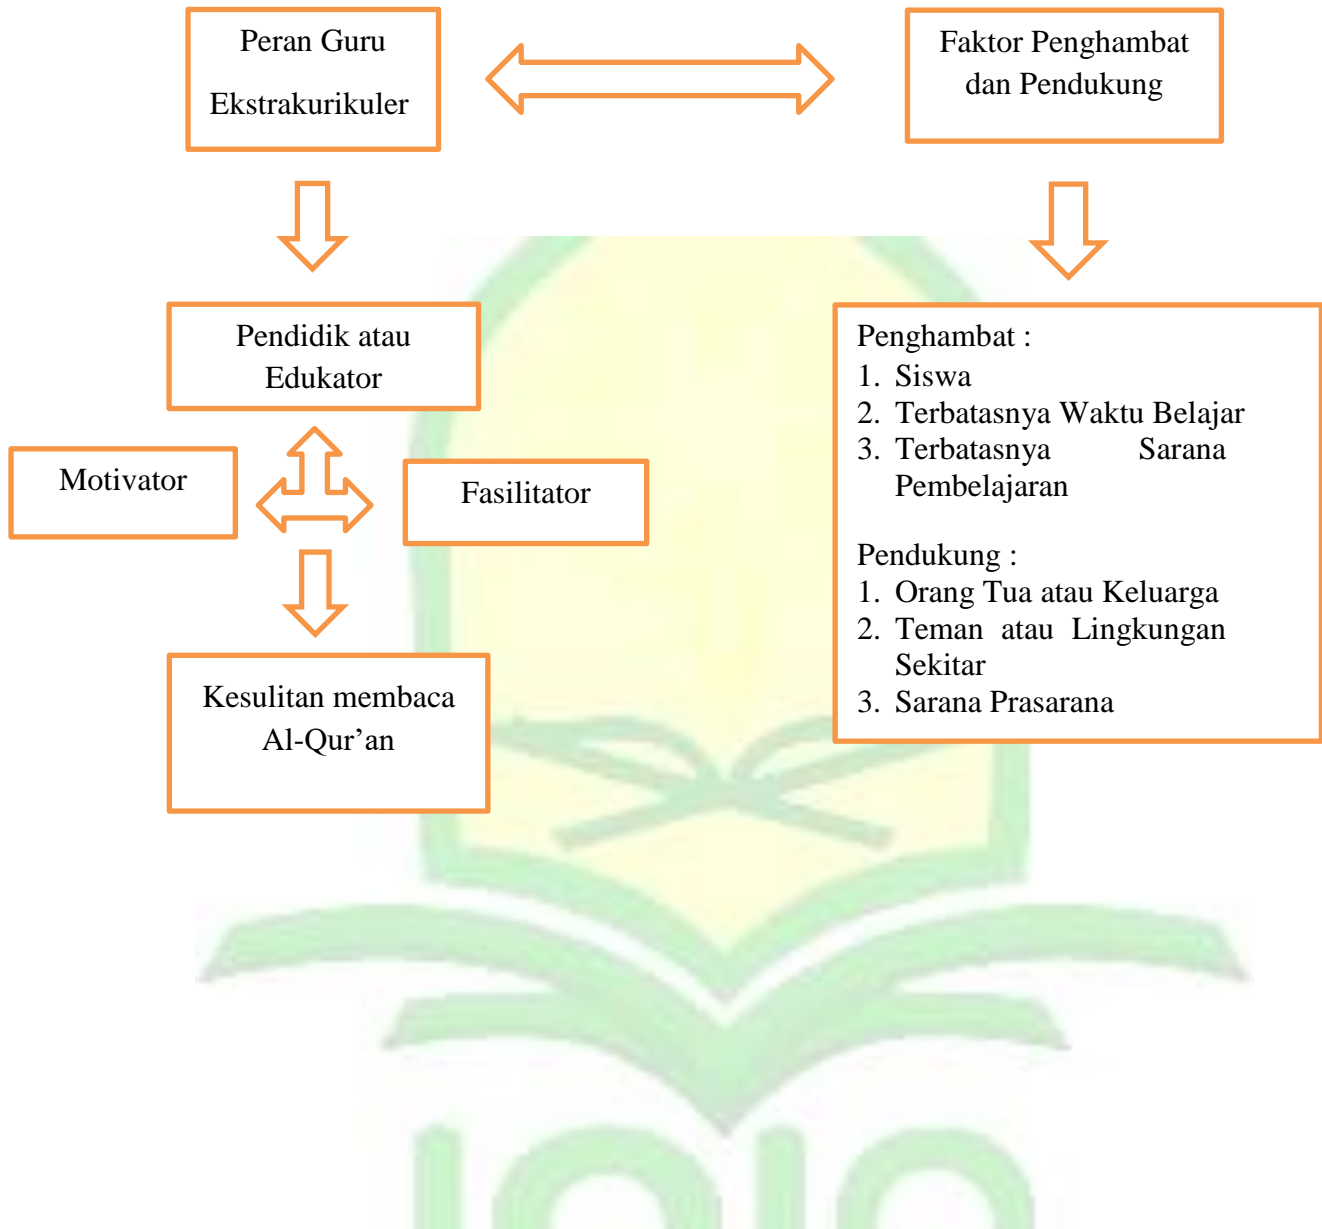 Peran Guru
Ekstrakurikuler
Faktor Penghambat
dan Pendukung
Pendidik atau
Edukator
Motivator
Fasilitator
Kesulitan membaca
Al-Qur’an
Penghambat :
1. Siswa
2. Terbatasnya Waktu Belajar
3. Terbatasnya Sarana
Pembelajaran
Pendukung :
1. Orang Tua atau Keluarga
2. Teman atau Lingkungan
Sekitar
3. Sarana Prasarana